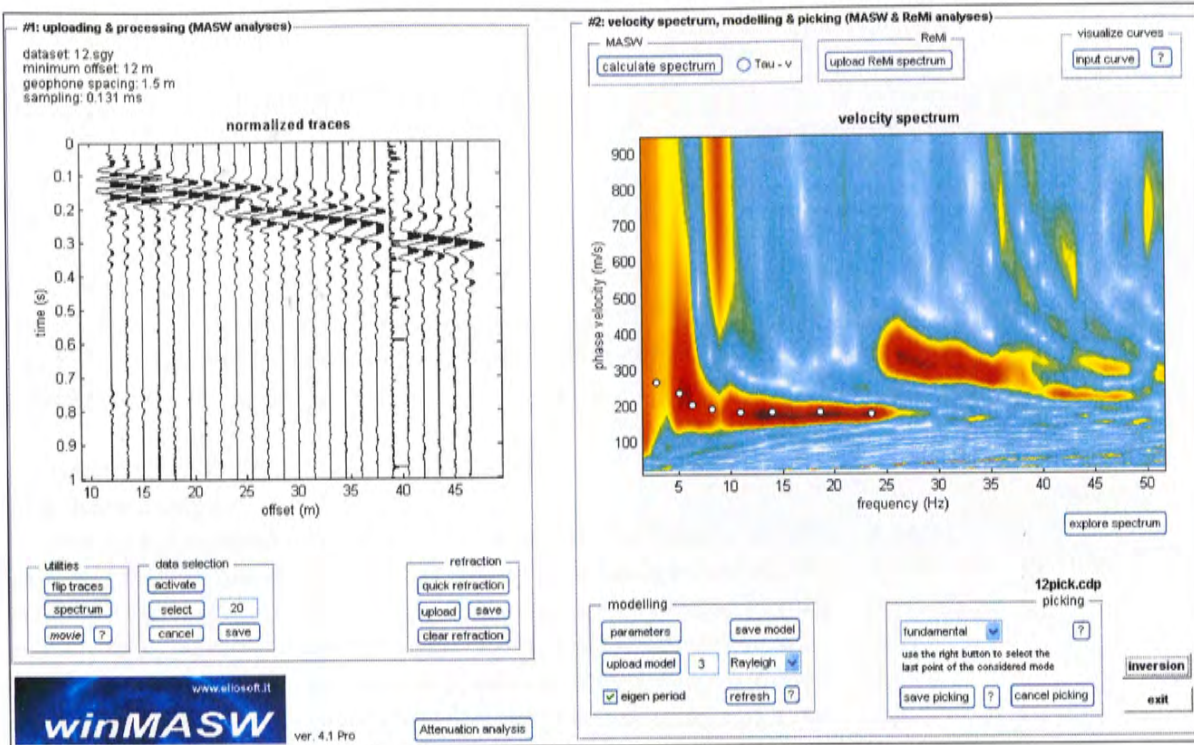 #1: uploading & processing (MASW analyses)
dataset: 12.sgy
minimum offset: 12 m
geophone spacing: 1.5 m
sampling: 0.131 ms
normalized traces
0
0.1
0.2
0.3
0.4
0.5
0.6
0.7
0.8
0.9
1
time (s)
10 15 20 25 30 35 40 45
offset (m)
utilities
flip traces
spectrum
movie ?
data selection
activate
select 20
cancel save
refraction
quick refraction
upload save
clear refraction
www.eliosoft.it
winMASW
ver. 4.1 Pro
Attenuation analysis
#2: velocity spectrum, modelling & picking (MASW & ReMi analyses)
MASW
calculate spectrum Tau - v
ReMi
upload ReMi spectrum
visualize curves
input curve ?
velocity spectrum
900
800
700
600
500
400
300
200
100
phase velocity (m/s)
5 10 15 20 25 30 35 40 45 50
frequency (Hz)
explore spectrum
modelling
parameters save model
upload model 3 Rayleigh
eigen period refresh ?
12pick.cdp
picking
fundamental ?
use the right button to select the
last point of the considered mode
save picking ? cancel picking
inversion
exit